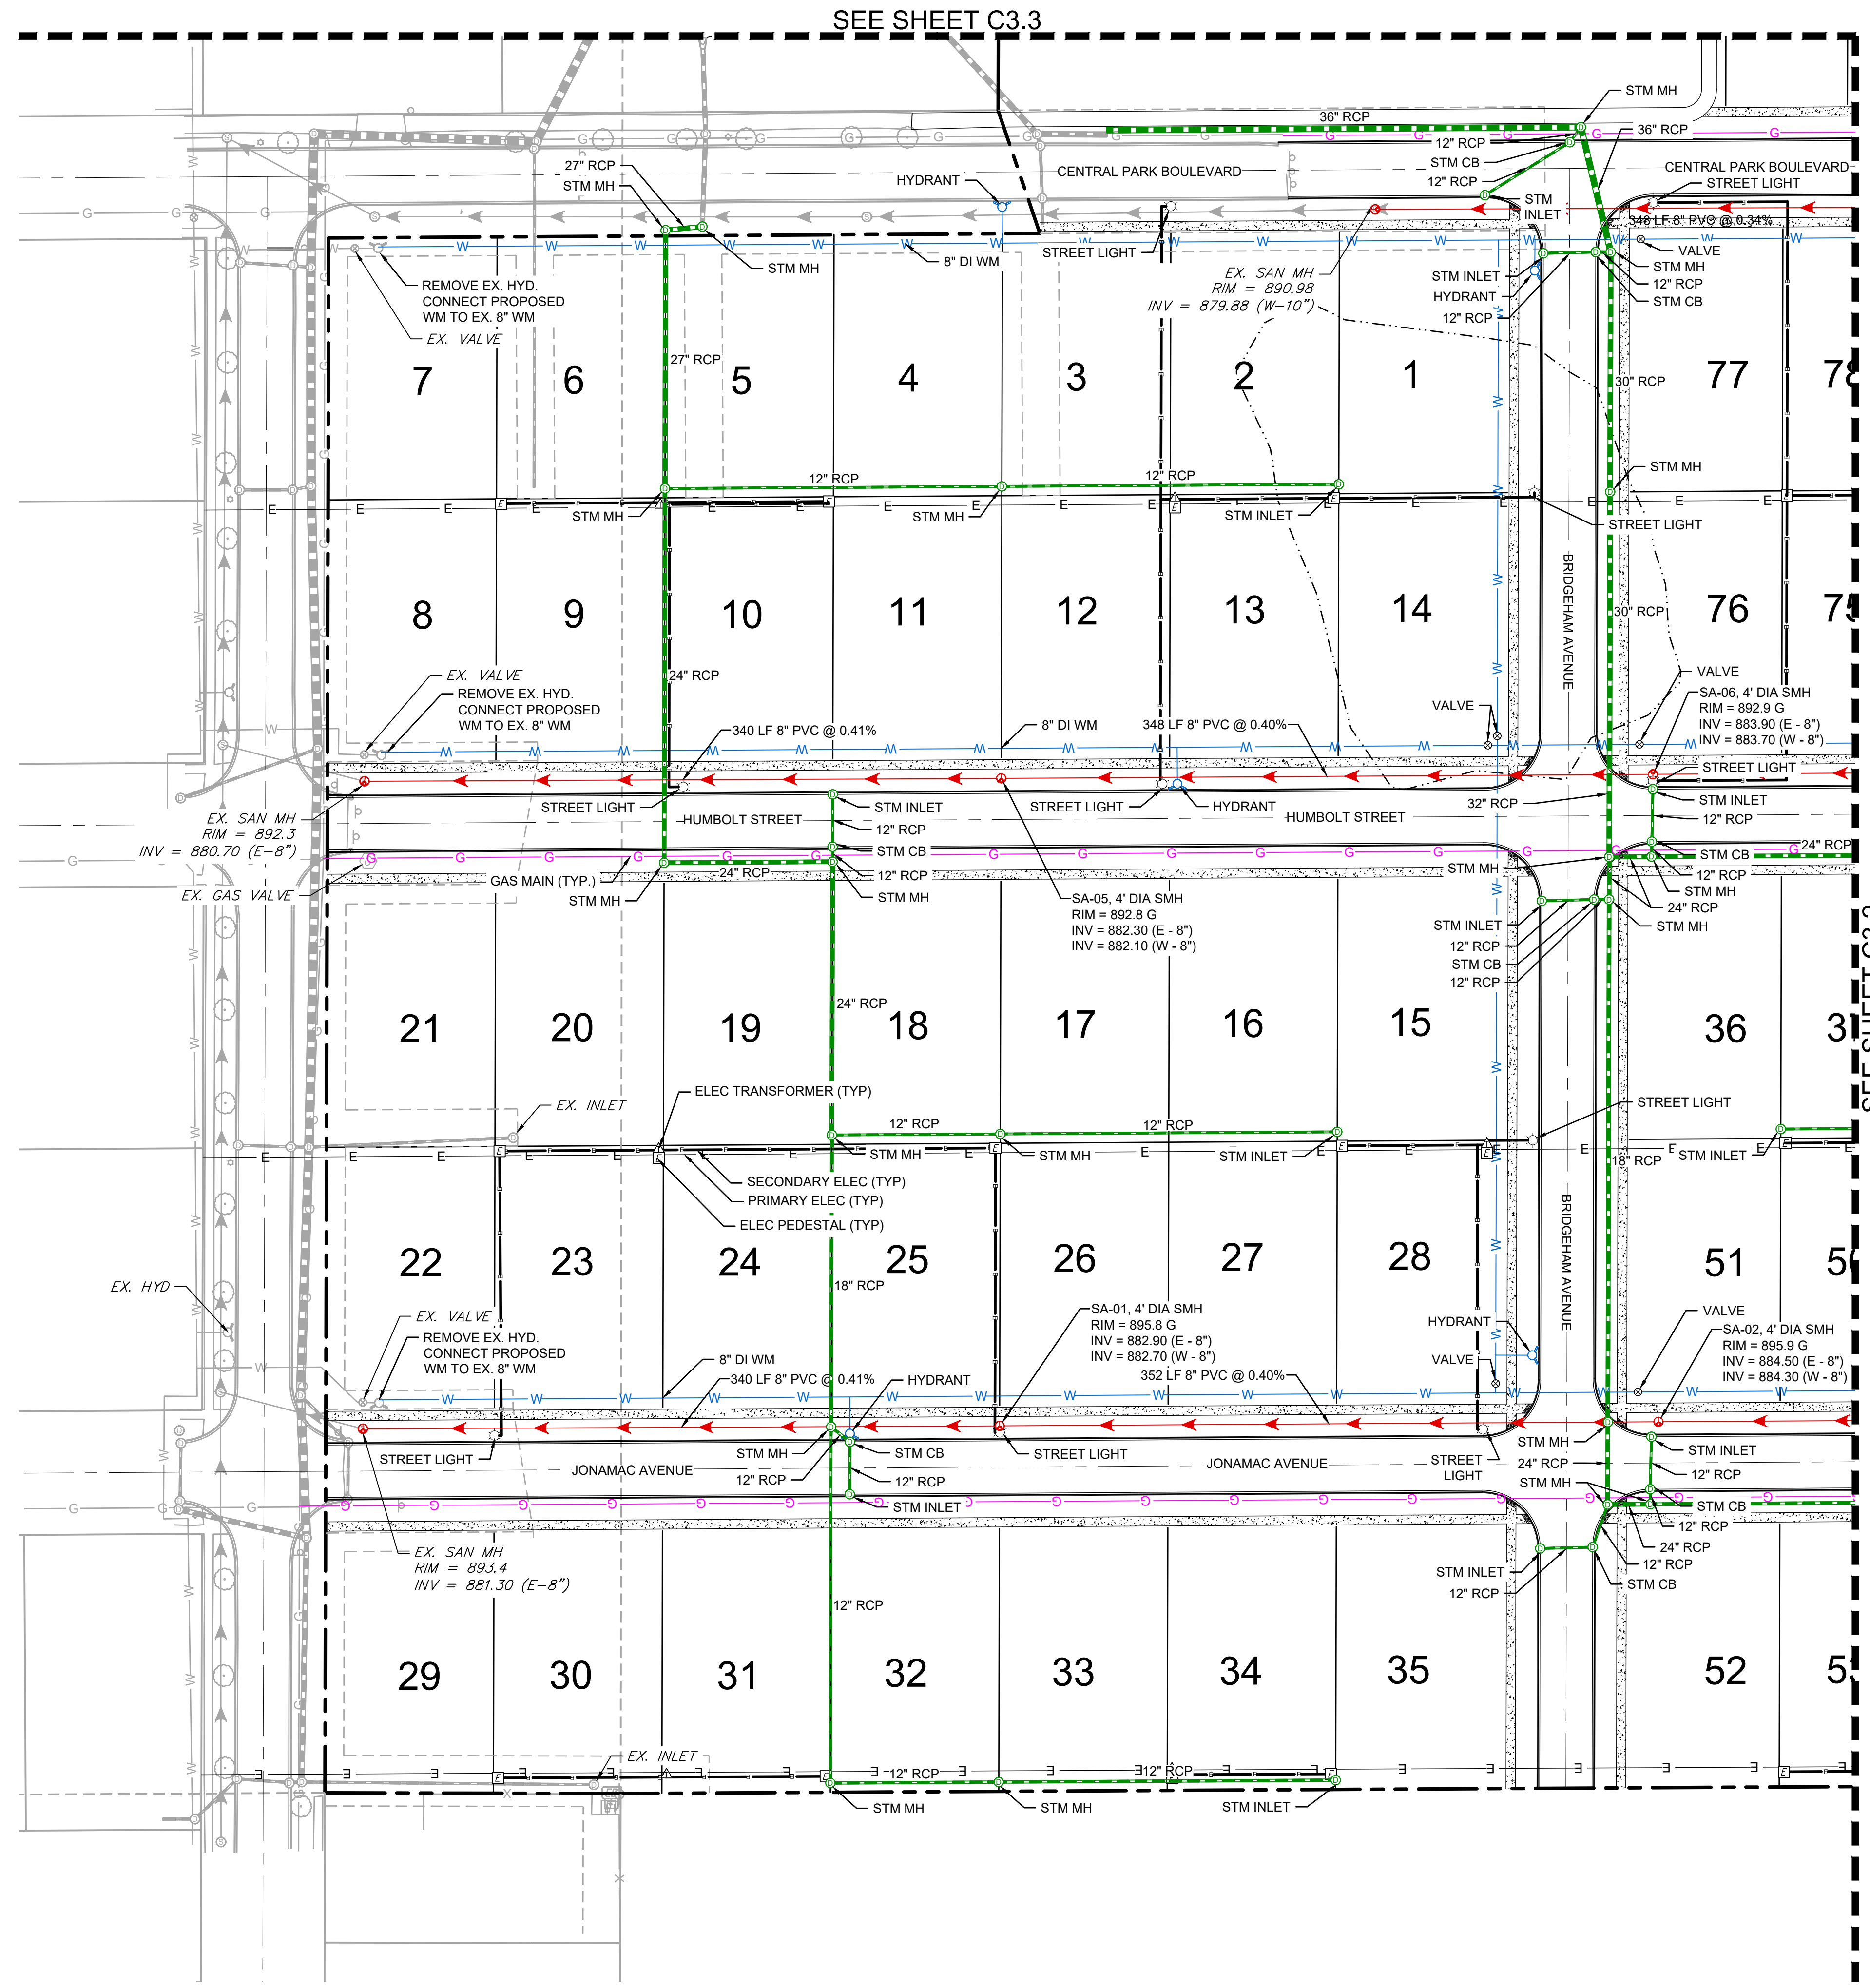 SEE SHEET C3.3
STM MH
36" RCP
36" RCP
12" RCP
STM CB
12" RCP
CENTRAL PARK BOULEVARD
CENTRAL PARK BOULEVARD
27" RCP
STM MH
HYDRANT
STREET LIGHT
STM
INLET
348 LF 8" PVC @ 0.34%
STM MH
8" DI WM
STREET LIGHT
VALVE
STM MH
12" RCP
STM CB
STM INLET
HYDRANT
12" RCP
EX. SAN MH
RIM = 890.98
INV = 879.88 (W-10")
REMOVE EX. HYD.
CONNECT PROPOSED
WM TO EX. 8" WM
EX. VALVE
27" RCP
30" RCP
7
6
5
4
3
2
1
77
78
12" RCP
12" RCP
STM MH
STM MH
STM MH
STM INLET
STREET LIGHT
BRIDGEHAM AVENUE
8
9
10
11
12
13
14
30" RCP
76
75
EX. VALVE
REMOVE EX. HYD.
CONNECT PROPOSED
WM TO EX. 8" WM
24" RCP
340 LF 8" PVC @ 0.41%
8" DI WM
348 LF 8" PVC @ 0.40%
VALVE
VALVE
SA-06, 4' DIA SMH
RIM = 892.9 G
INV = 883.90 (E - 8")
INV = 883.70 (W - 8")
STREET LIGHT
STREET LIGHT
STM INLET
STREET LIGHT
HYDRANT
32" RCP
STM INLET
EX. SAN MH
RIM = 892.3
INV = 880.70 (E-8")
HUMBOLT STREET
12" RCP
HUMBOLT STREET
12" RCP
STM CB
24" RCP
STM CB
GAS MAIN (TYP.)
24" RCP
12" RCP
STM MH
12" RCP
STM MH
EX. GAS VALVE
STM MH
STM MH
24" RCP
STM MH
SA-05, 4' DIA SMH
RIM = 892.8 G
INV = 882.30 (E - 8")
INV = 882.10 (W - 8")
STM INLET
12" RCP
STM CB
12" RCP
SEE SHEET C3.2
24" RCP
21
20
19
18
17
16
15
36
37
ELEC TRANSFORMER (TYP)
EX. INLET
STREET LIGHT
12" RCP
12" RCP
STM MH
STM MH
STM INLET
18" RCP
STM INLET
SECONDARY ELEC (TYP)
PRIMARY ELEC (TYP)
ELEC PEDESTAL (TYP)
BRIDGEHAM AVENUE
22
23
24
25
26
27
28
51
50
EX. HYD
18" RCP
EX. VALVE
REMOVE EX. HYD.
CONNECT PROPOSED
WM TO EX. 8" WM
SA-01, 4' DIA SMH
RIM = 895.8 G
INV = 882.90 (E - 8")
INV = 882.70 (W - 8")
HYDRANT
VALVE
VALVE
SA-02, 4' DIA SMH
RIM = 895.9 G
INV = 884.50 (E - 8")
INV = 884.30 (W - 8")
8" DI WM
340 LF 8" PVC @ 0.41%
HYDRANT
352 LF 8" PVC @ 0.40%
STREET LIGHT
STM MH
STM CB
STREET LIGHT
STM MH
STM INLET
JONAMAC AVENUE
12" RCP
12" RCP
JONAMAC AVENUE
STREET
LIGHT
24" RCP
12" RCP
STM MH
STM INLET
STM CB
12" RCP
24" RCP
12" RCP
STM CB
EX. SAN MH
RIM = 893.4
INV = 881.30 (E-8")
STM INLET
12" RCP
12" RCP
29
30
31
32
33
34
35
52
53
EX. INLET
12" RCP
12" RCP
STM MH
STM MH
STM INLET